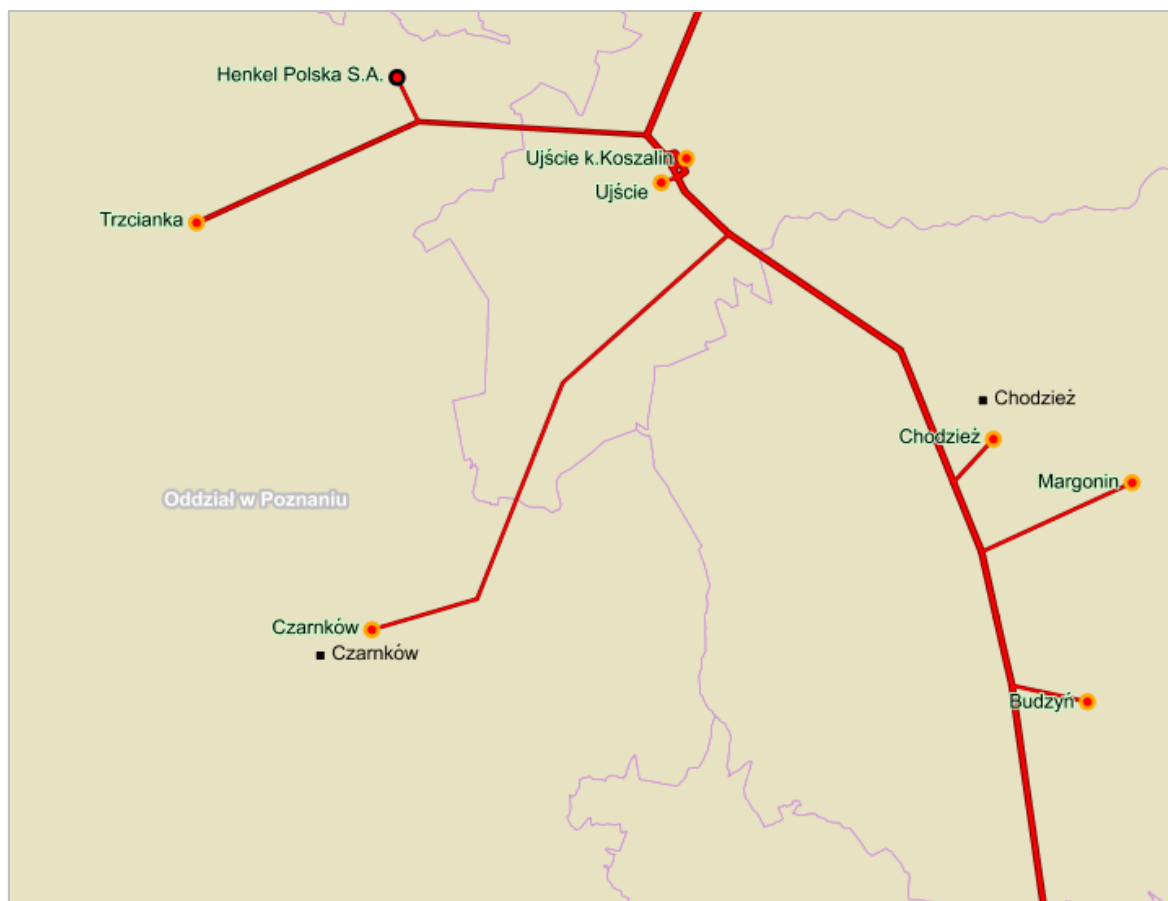 Henkel Polska S.A.
Ujście k.Koszalin
Ujście
Trzcianka
Chodzież
Chodzież
Margonin
Oddział w Poznaniu
Czarnków
Czarnków
Budzyń